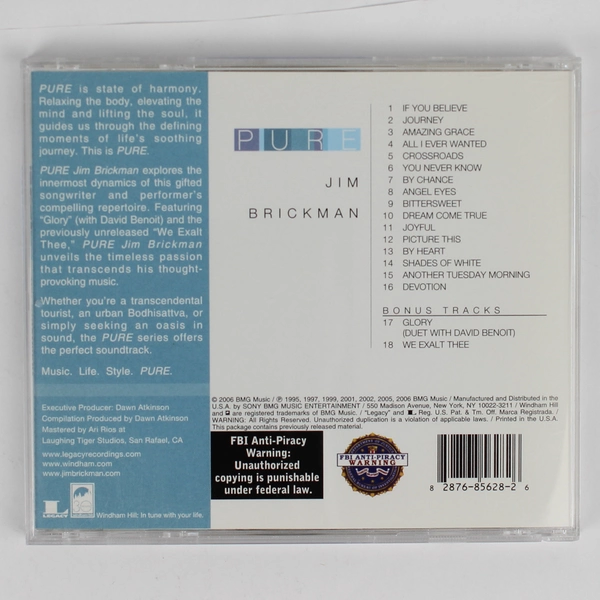 PURE is state of harmony.
Relaxing the body, elevating the
mind and lifting the soul, it
guides us through the defining
moments of life's soothing
journey. This is PURE.
PURE Jim Brickman explores the
innermost dynamics of this gifted
songwriter and performer's
compelling repertoire. Featuring
"Glory" (with David Benoit) and the
previously unreleased "We Exalt
Thee," PURE Jim Brickman
unveils the timeless passion
that transcends his thought-
provoking music.
Whether you're a transcendental
tourist, an urban Bodhisattva, or
simply seeking an oasis in
sound, the PURE series offers
the perfect soundtrack.
Music. Life. Style. PURE.
Executive Producer: Dawn Atkinson
Compilation Produced by Dawn Atkinson
Mastered by Ari Rios at
Laughing Tiger Studios, San Rafael, CA
www.legacyrecordings.com
www.windham.com
www.jimbrickman.com
LEGACY
Windham Hill: In tune with your life.
PURE
JIM
BRICKMAN
1 IF YOU BELIEVE
2 JOURNEY
3 AMAZING GRACE
4 ALL I EVER WANTED
5 CROSSROADS
6 YOU NEVER KNOW
7 BY CHANCE
8 ANGEL EYES
9 BITTERSWEET
10 DREAM COME TRUE
11 JOYFUL
12 PICTURE THIS
13 BY HEART
14 SHADES OF WHITE
15 ANOTHER TUESDAY MORNING
16 DEVOTION
BONUS TRACKS
17 GLORY
(DUET WITH DAVID BENOIT)
18 WE EXALT THEE
© 2006 BMG Music / ℗ 1995, 1997, 1999, 2001, 2002, 2005, 2006 BMG Music / Manufactured and Distributed in the
U.S.A. by SONY BMG MUSIC ENTERTAINMENT / 550 Madison Avenue, New York, NY 10022-3211 / Windham Hill
and are registered trademarks of BMG Music. / "Legacy" and L Reg. U.S. Pat. & Tm. Off. Marca Registrada. /
WARNING: All Rights Reserved. Unauthorized duplication is a violation of applicable laws. / Printed in the U.S.A.
This package contains previously released material.
FBI Anti-Piracy
Warning:
Unauthorized
copying is punishable
under federal law.
FBI ANTI-PIRACY
WARNING
8 2876-85628-2 6